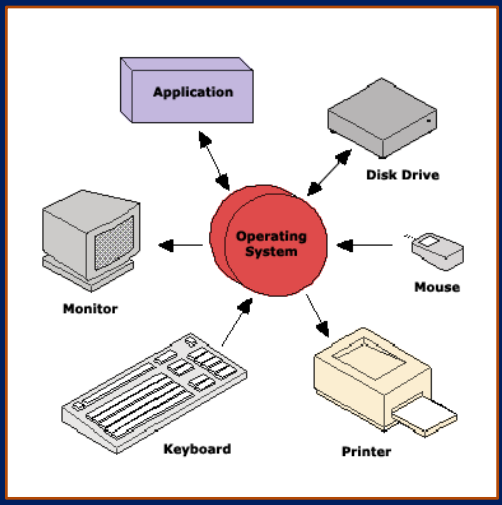 Application
Disk Drive
Operating
System
Monitor
Mouse
Keyboard
Printer